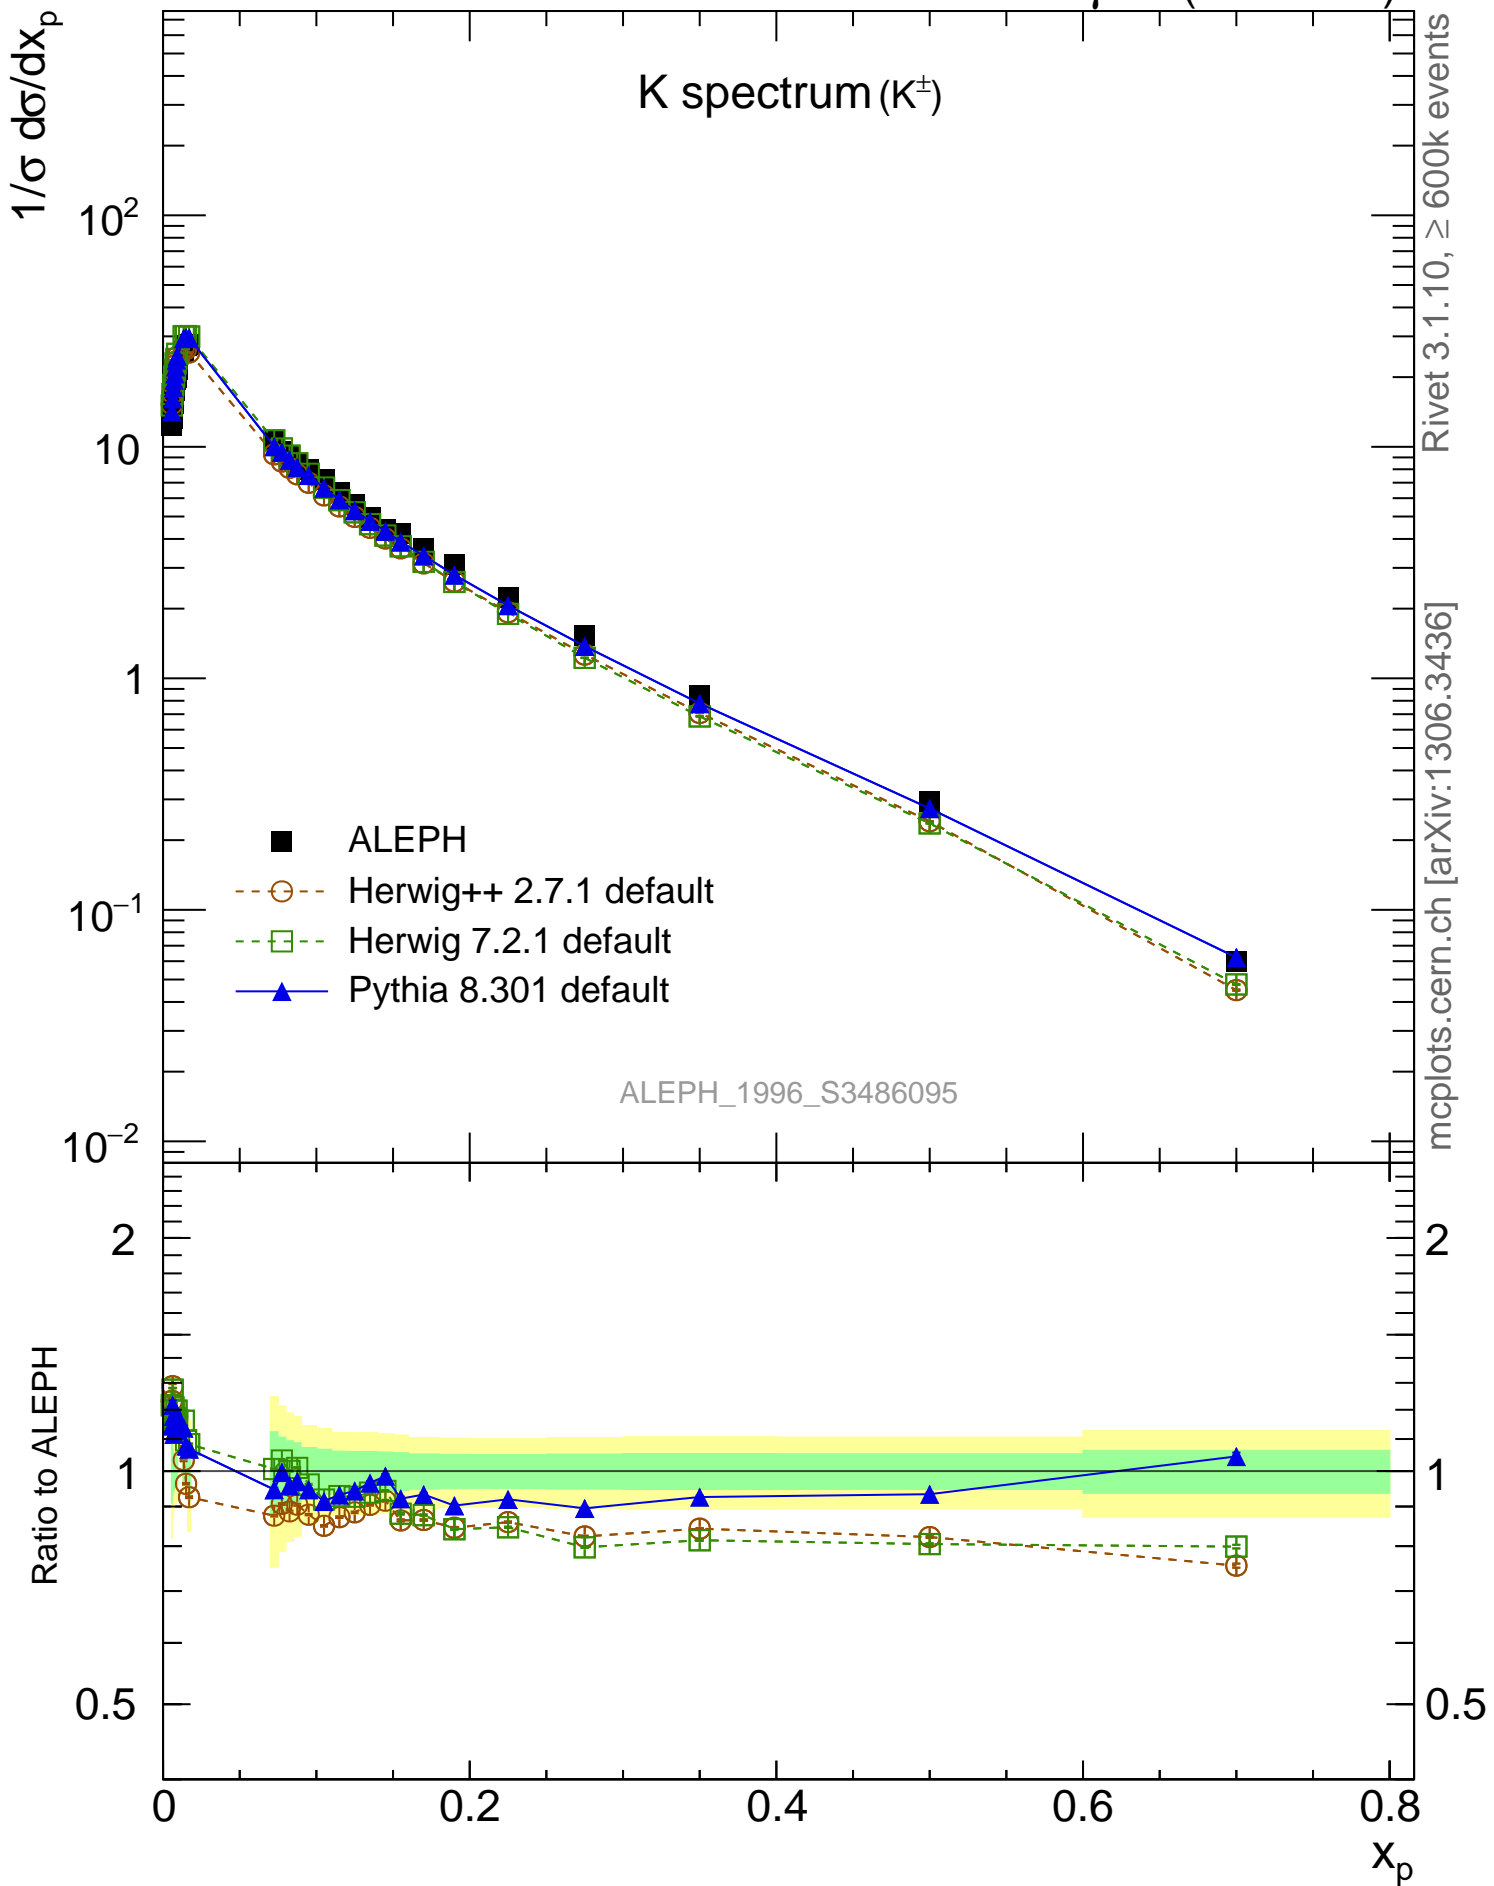 K spectrum (K±)
1/σ dσ/dxp
10²
10
1
10⁻¹
10⁻²
ALEPH
Herwig++ 2.7.1 default
Herwig 7.2.1 default
Pythia 8.301 default
ALEPH_1996_S3486095
Rivet 3.1.10, ≥ 600k events
mcplots.cern.ch [arXiv:1306.3436]
Ratio to ALEPH
2
1
0.5
2
1
0.5
0
0.2
0.4
0.6
0.8
xp